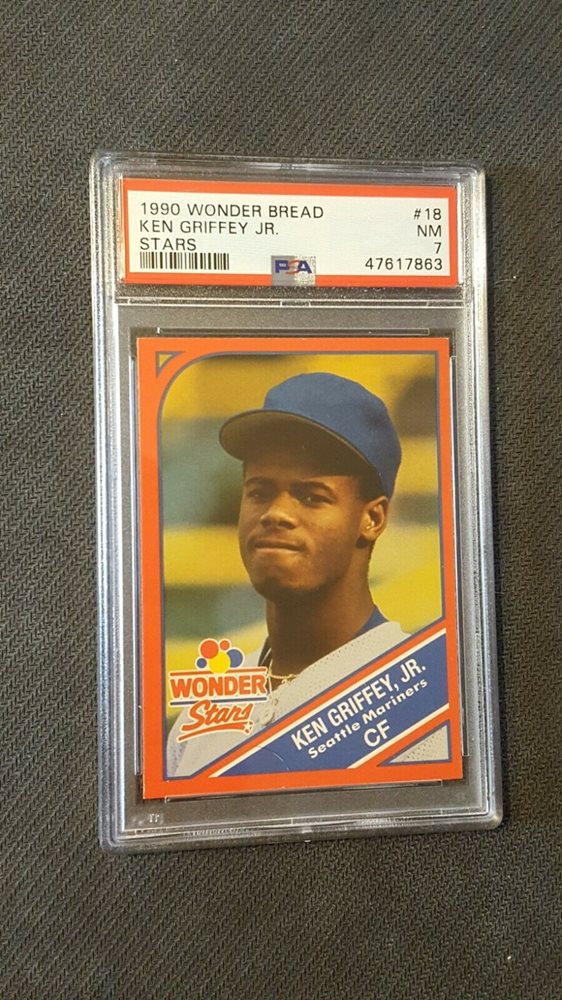 1990 WONDER BREAD #18
KEN GRIFFEY JR. NM
STARS 7
PSA 47617863
WONDER
Stars
KEN GRIFFEY, JR.
Seattle Mariners
CF